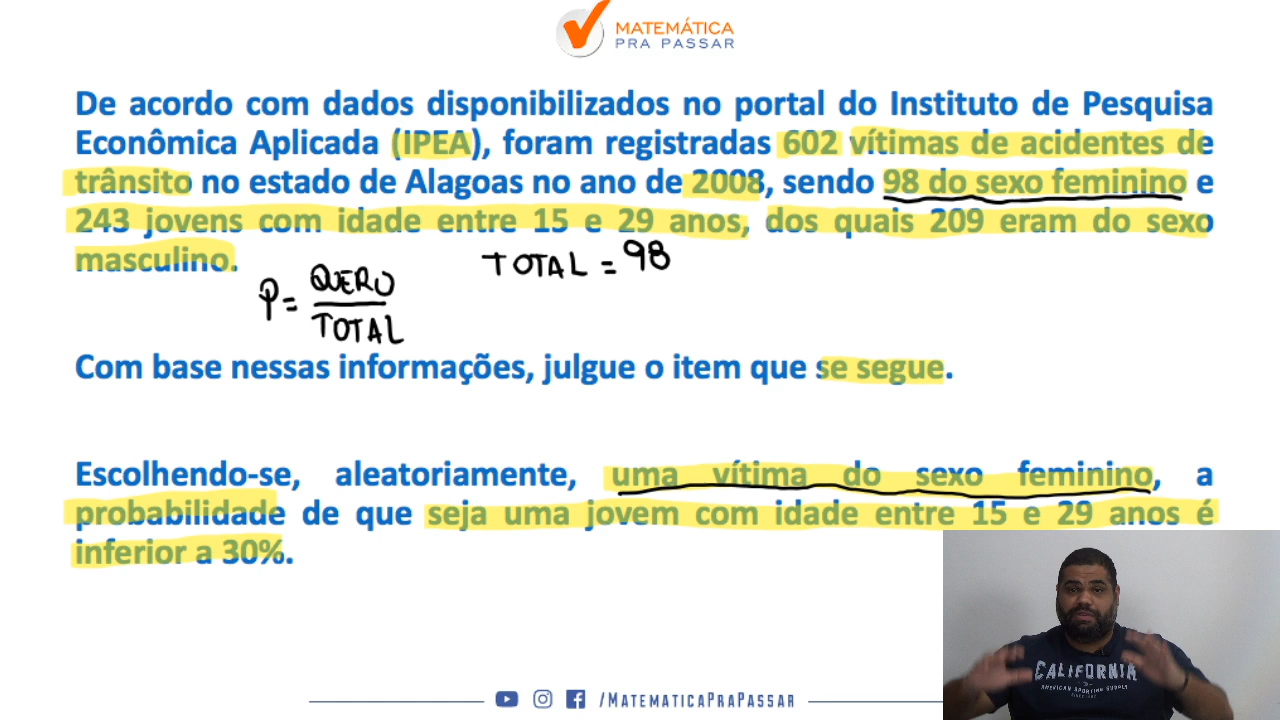 MATEMÁTICA
PRA PASSAR
De acordo com dados disponibilizados no portal do Instituto de Pesquisa
Econômica Aplicada (IPEA), foram registradas 602 vítimas de acidentes de
trânsito no estado de Alagoas no ano de 2008, sendo 98 do sexo feminino e
243 jovens com idade entre 15 e 29 anos, dos quais 209 eram do sexo
masculino.
TOTAL = 98
P = QUERO
TOTAL
Com base nessas informações, julgue o item que se segue.
Escolhendo-se, aleatoriamente, uma vítima do sexo feminino, a
probabilidade de que seja uma jovem com idade entre 15 e 29 anos é
inferior a 30%.
CALIFORNIA
AMERICAN SPORTING SUPPLY
/MATEMATICAPRAPASSAR